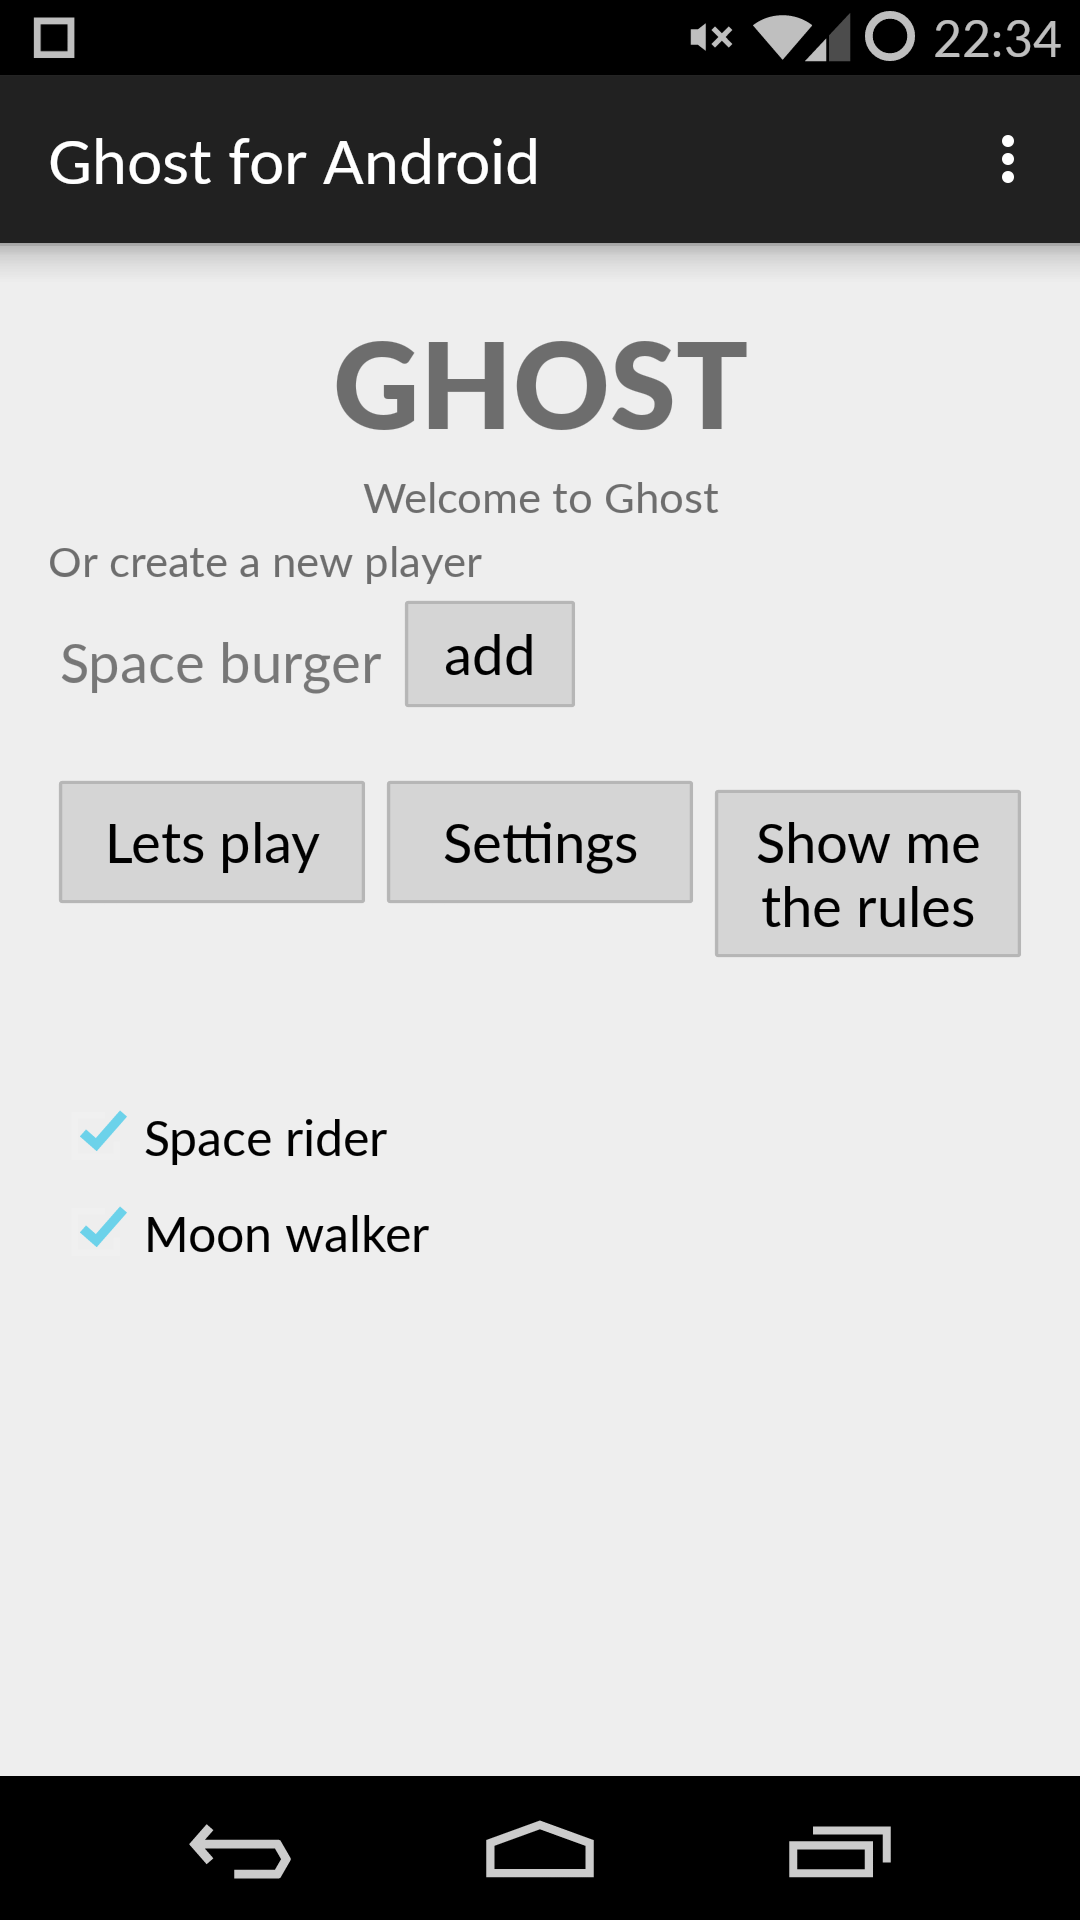 22:34
Ghost for Android
GHOST
Welcome to Ghost
Or create a new player
Space burger
add
Lets play
Settings
Show me
the rules
Space rider
Moon walker